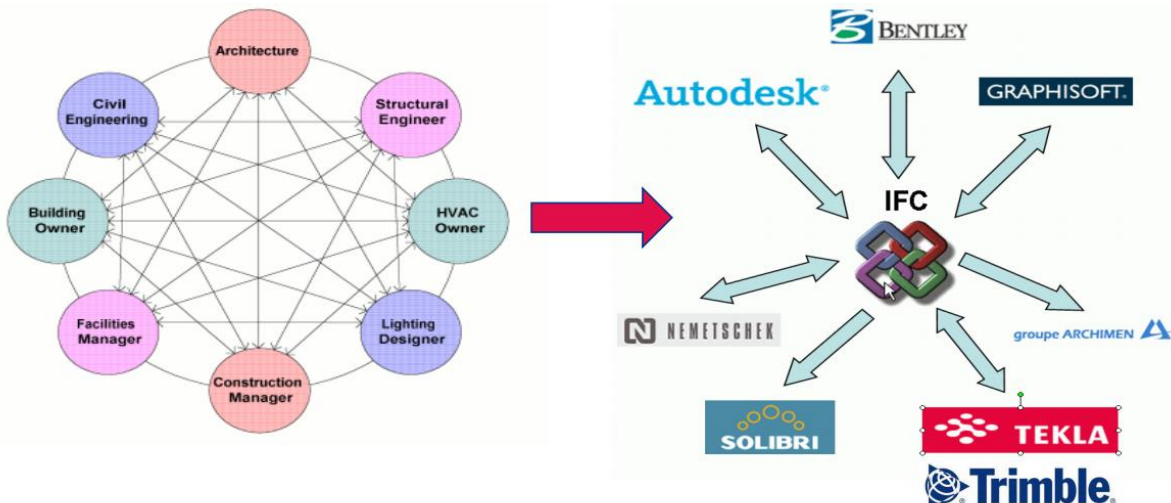 Architecture
Civil
Engineering
Structural
Engineer
Building
Owner
HVAC
Owner
Facilities
Manager
Lighting
Designer
Construction
Manager
BENTLEY
Autodesk®
GRAPHISOFT.
IFC
NEMETSCHEK
groupe ARCHIMEN
SOLIBRI
TEKLA
Trimble.